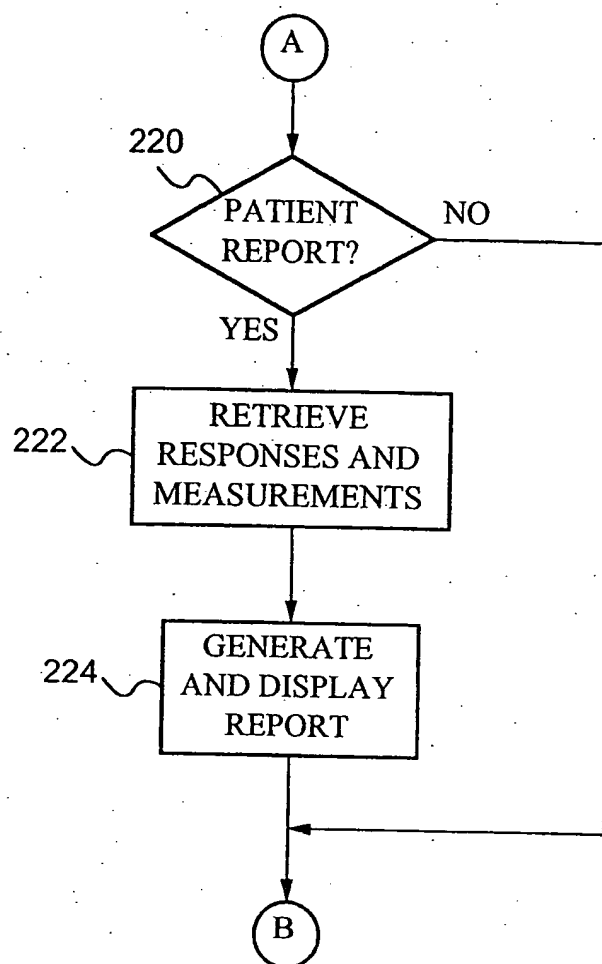 A
220
PATIENT
REPORT?
NO
YES
222
RETRIEVE
RESPONSES AND
MEASUREMENTS
224
GENERATE
AND DISPLAY
REPORT
B